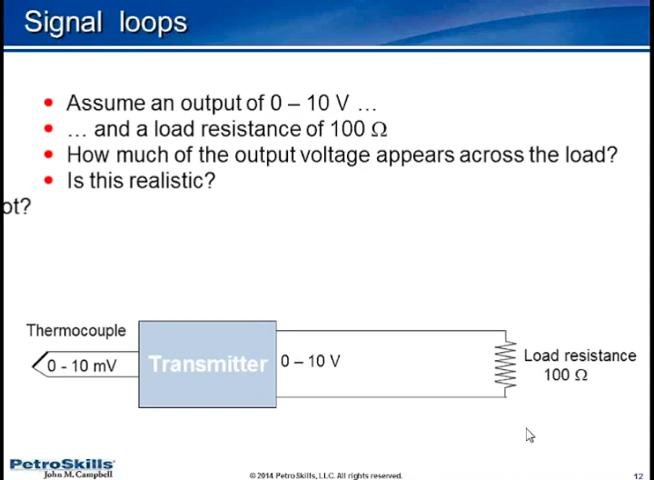 Signal loops
Assume an output of 0 – 10 V …
… and a load resistance of 100 Ω
How much of the output voltage appears across the load?
Is this realistic?
ot?
Thermocouple
0 - 10 mV
Transmitter
0 – 10 V
Load resistance
100 Ω
PetroSkills
John M. Campbell
© 2014 PetroSkills, LLC. All rights reserved.
12